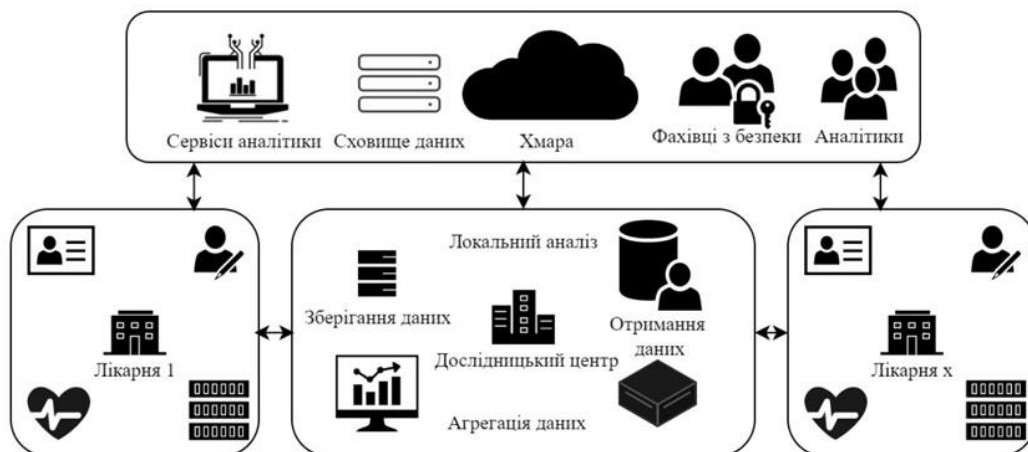 Сервіси аналітики
Сховище даних
Хмара
Фахівці з безпеки
Аналітики
Локальний аналіз
Зберігання даних
Отримання
даних
Дослідницький центр
Агрегація даних
Лікарня 1
Лікарня х